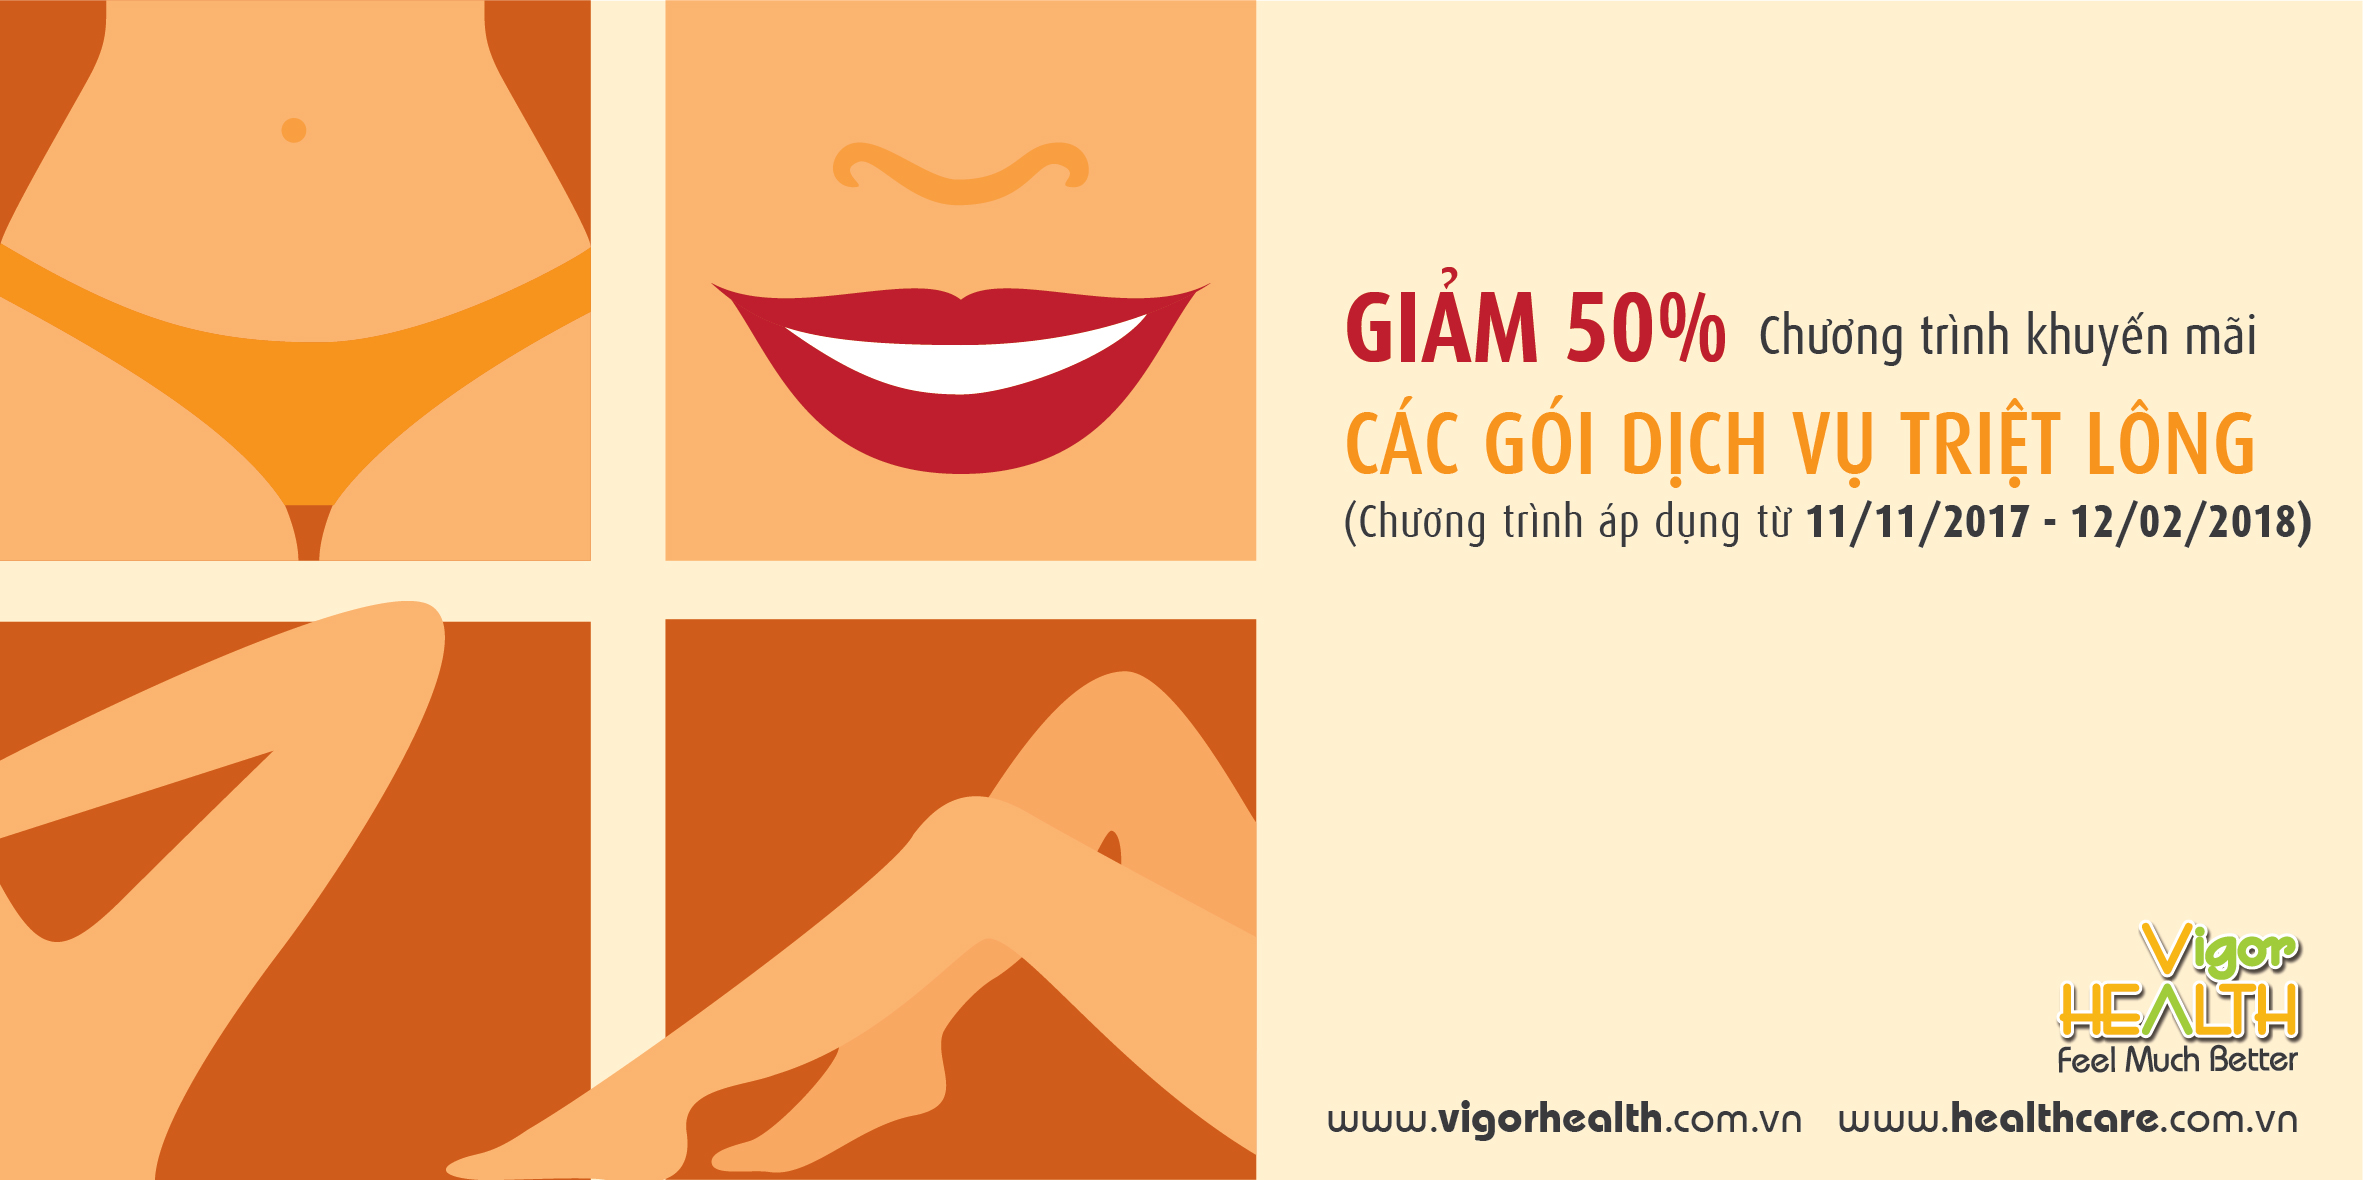 GIẢM 50% Chương trình khuyến mãi
CÁC GÓI DỊCH VỤ TRIỆT LÔNG
(Chương trình áp dụng từ 11/11/2017 - 12/02/2018)
Vigor
HEALTH
Feel Much Better
www.vigorhealth.com.vn www.healthcare.com.vn